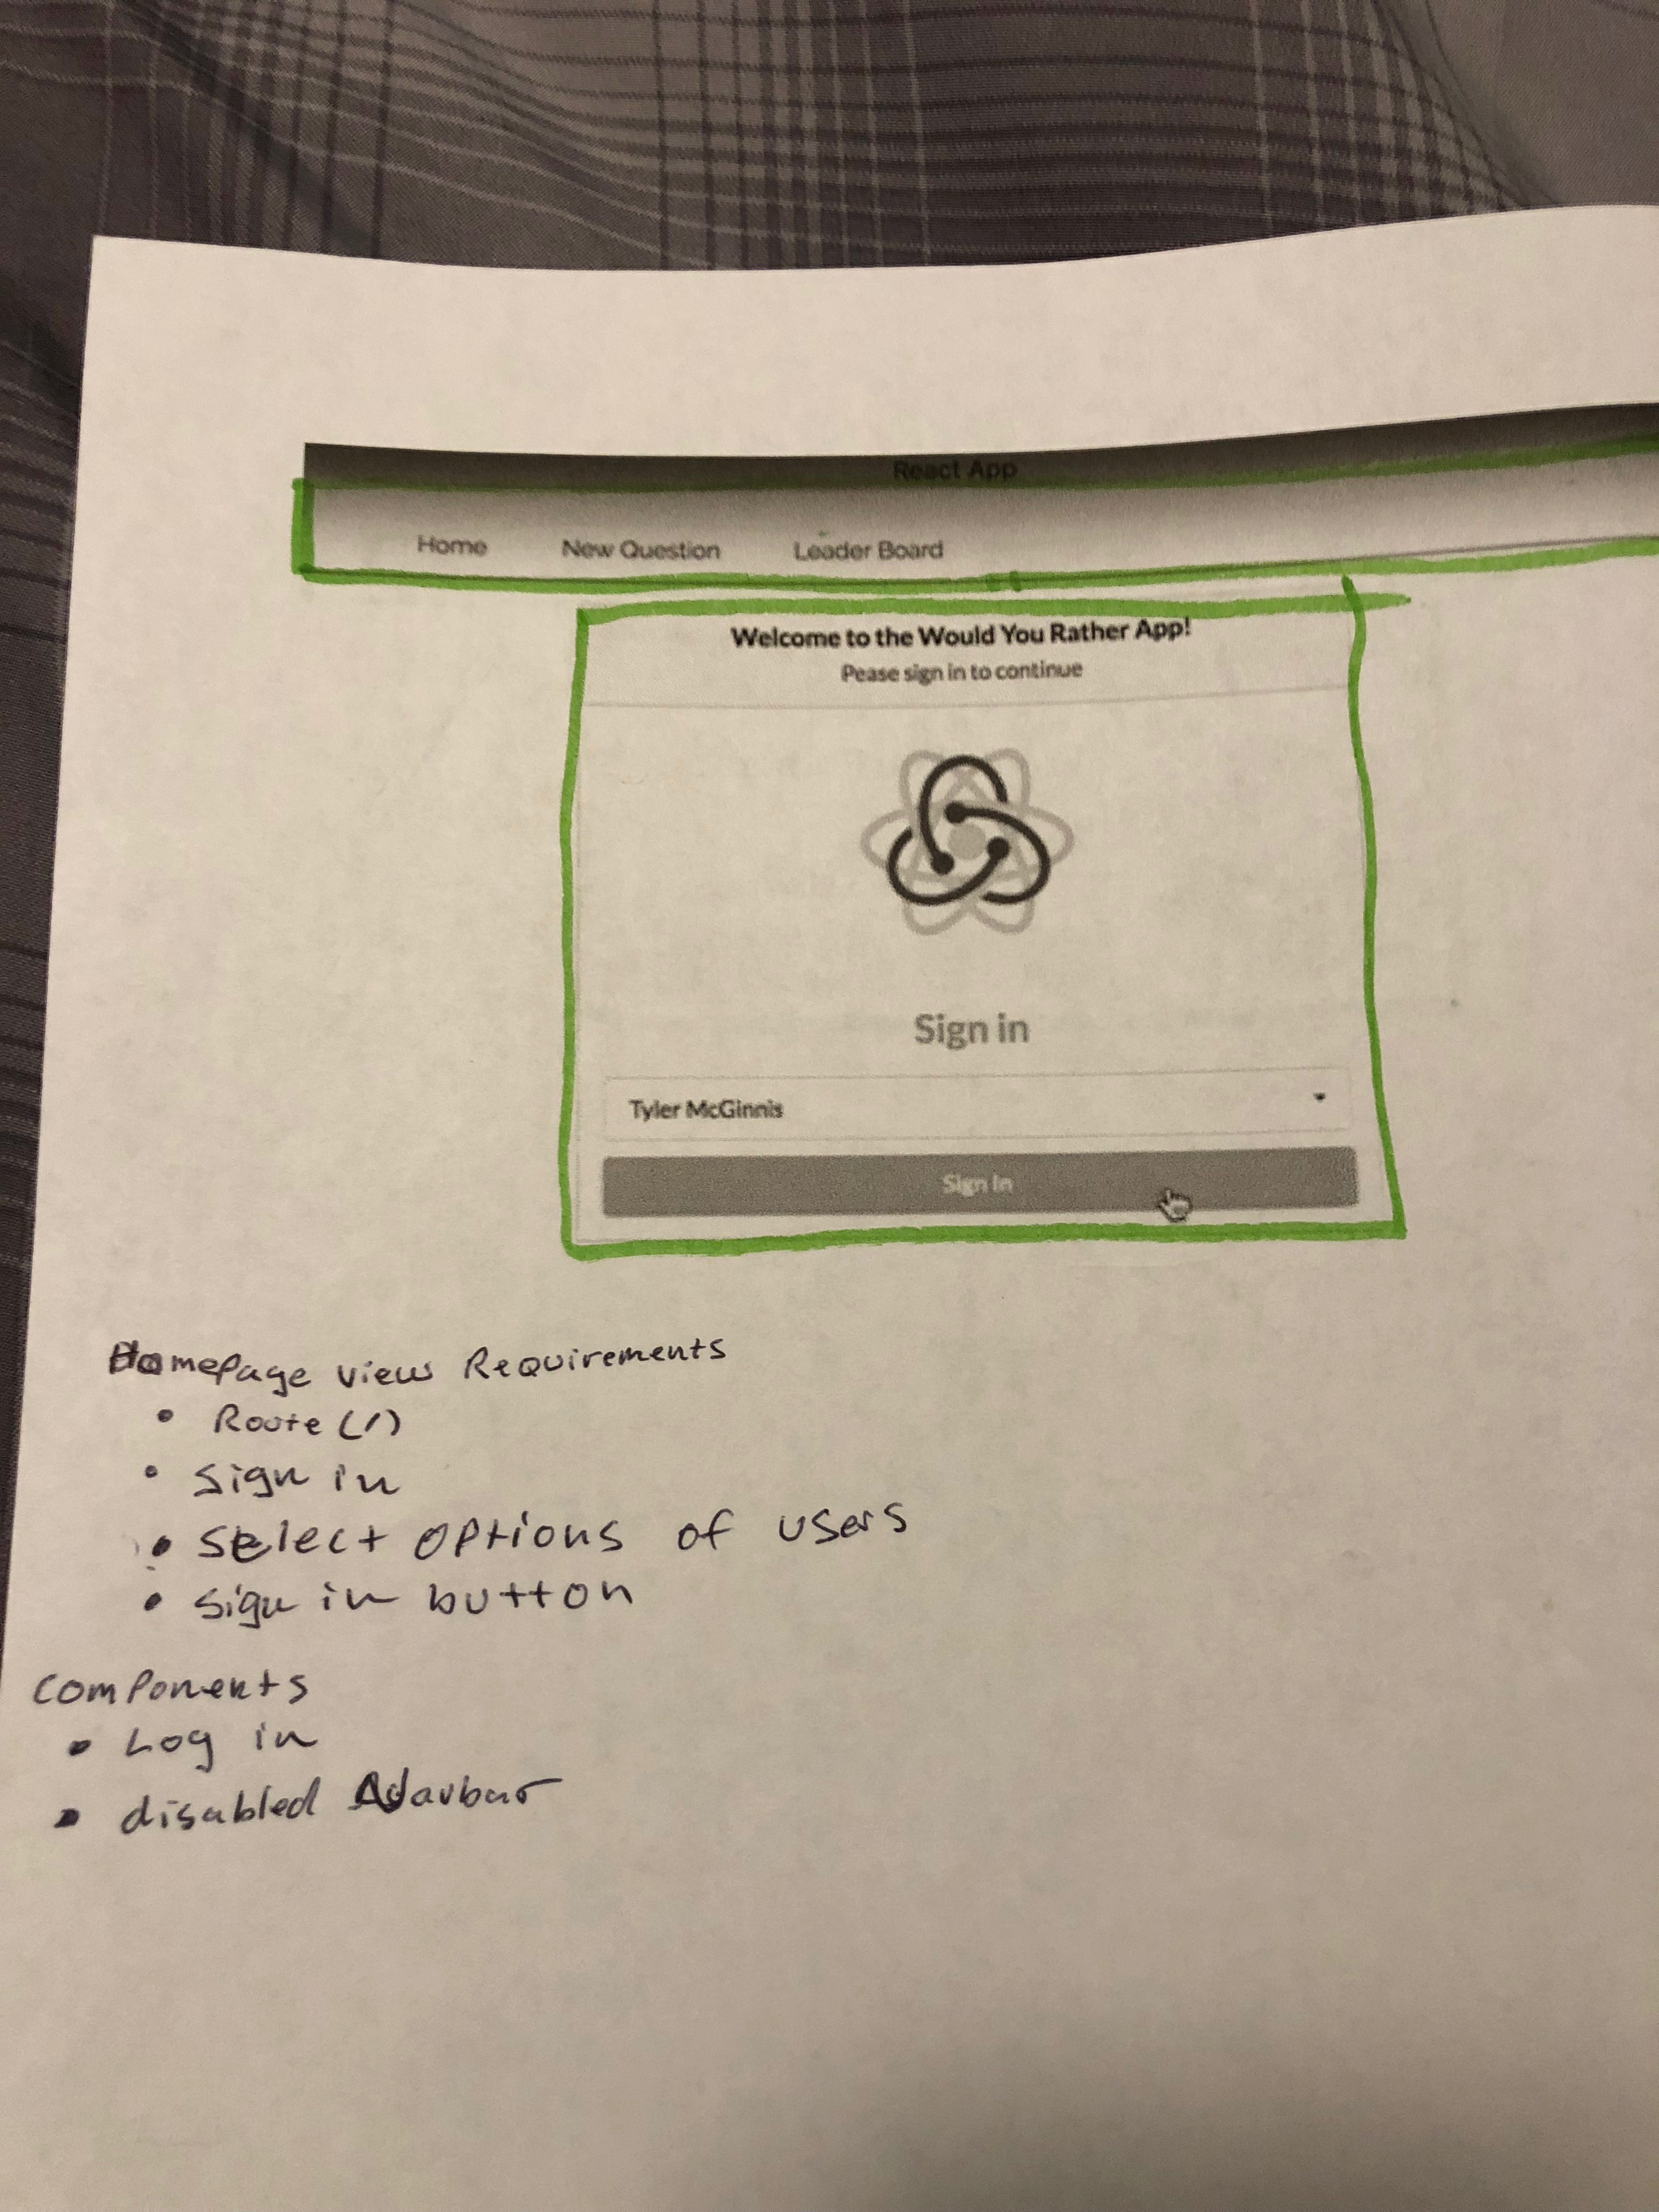 React App
Home New Question Leader Board
Welcome to the Would You Rather App!
Pease sign in to continue
Sign in
Tyler McGinnis
Sign In
Homepage view Requirements
• Route (/)
• Sign in
• Select options of users
• Sign in button
Components
• Log in
• disabled Navbar